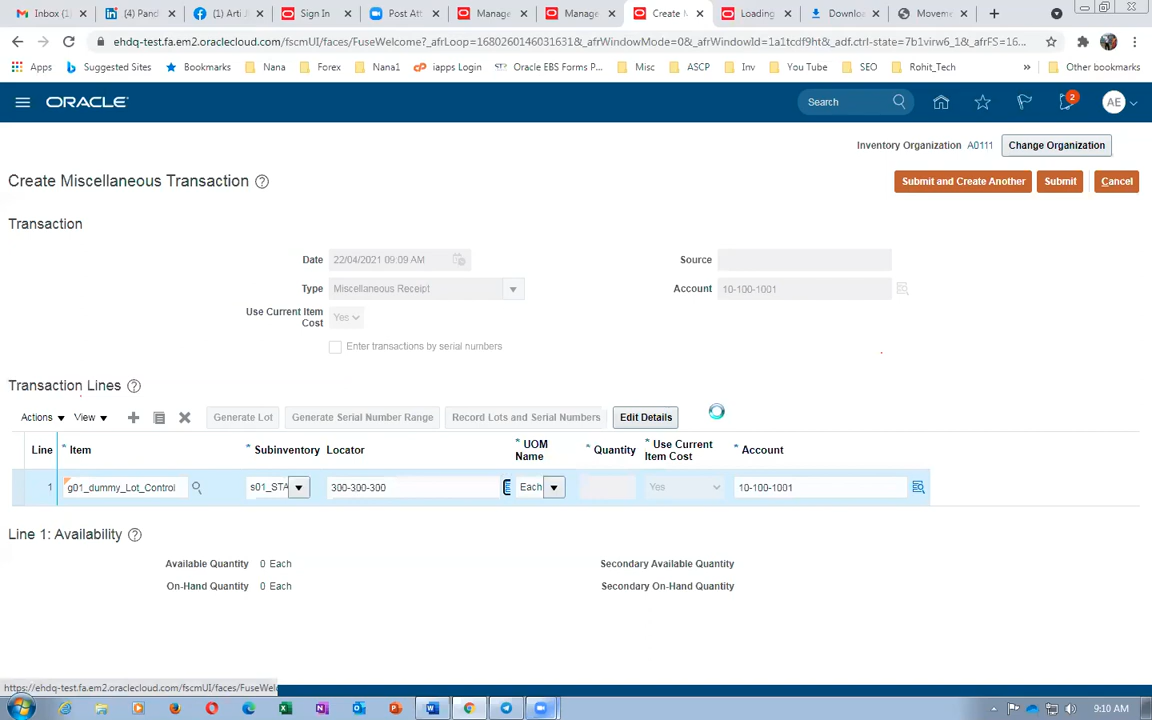 Inbox (1)
(4) Pand
(1) Arti J
Sign In
Post Att
Manage
Manage
Create M
Loading
Downlo
Movem
ehdq-test.fa.em2.oraclecloud.com/fscmUI/faces/FuseWelcome?_afrLoop=1680260146031631&_afrWindowMode=0&_afrWindowId=1a1tcdf9ht&_adf.ctrl-state=7b1virw6_1&_afrFS=16...
Apps
Suggested Sites
Bookmarks
Nana
Forex
Nana1
iapps Login
Oracle EBS Forms P...
Misc
ASCP
Inv
You Tube
SEO
Rohit_Tech
»
Other bookmarks
ORACLE
Search
2
AE
Inventory Organization A0111 Change Organization
Create Miscellaneous Transaction
Submit and Create Another
Submit
Cancel
Transaction
Date 22/04/2021 09:09 AM
Source
Type Miscellaneous Receipt
Account 10-100-1001
Use Current Item
Cost
Yes
Enter transactions by serial numbers
Transaction Lines
Actions
View
Generate Lot
Generate Serial Number Range
Record Lots and Serial Numbers
Edit Details
Line
* Item
* Subinventory
Locator
* UOM
Name
* Quantity
* Use Current
Item Cost
* Account
1
g01_dummy_Lot_Control
s01_STA
300-300-300
Each
Yes
10-100-1001
Line 1: Availability
Available Quantity 0 Each
Secondary Available Quantity
On-Hand Quantity 0 Each
Secondary On-Hand Quantity
https://ehdq-test.fa.em2.oraclecloud.com/fscmUI/faces/FuseWelc
9:10 AM